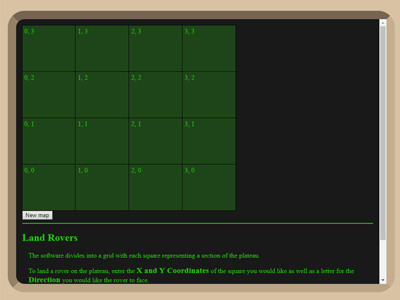 0, 3 1, 3 2, 3 3, 3
0, 2 1, 2 2, 2 3, 2
0, 1 1, 1 2, 1 3, 1
0, 0 1, 0 2, 0 3, 0
New map
Land Rovers
The software divides into a grid with each square representing a section of the plateau.
To land a rover on the plateau, enter the X and Y Coordinates of the square you would like as well as a letter for the
Direction you would like the rover to face.